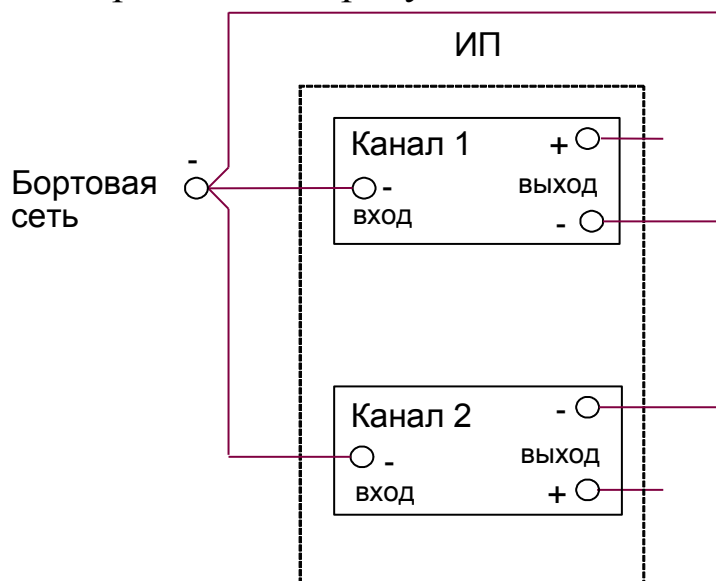 ИП
Канал 1
+
-
Бортовая
сеть
-
вход
выход
-
Канал 2
-
-
вход
выход
+